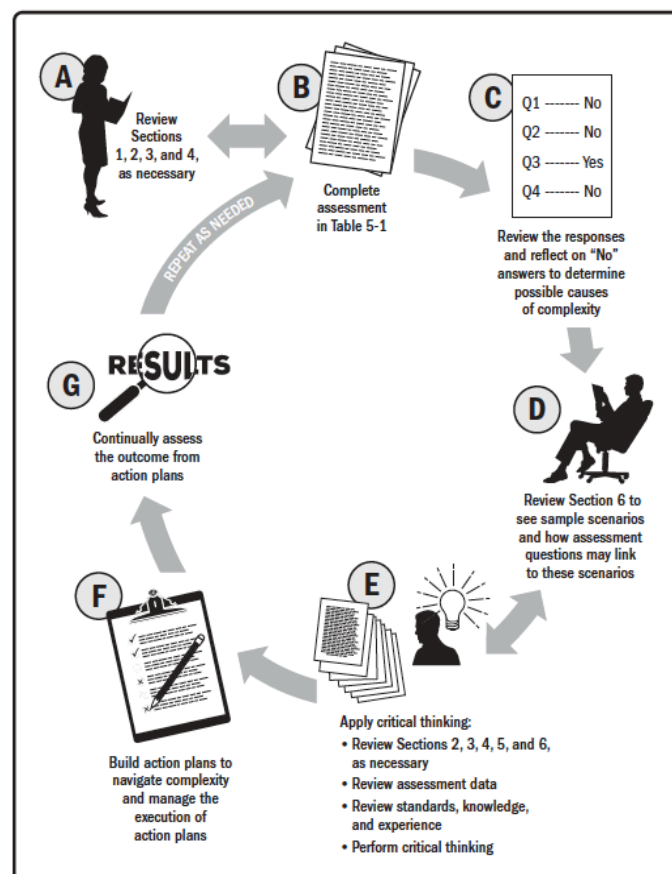 A
Review
Sections
1, 2, 3, and 4,
as necessary
B
Complete
assessment
in Table 5-1
C
Q1 ------- No
Q2 ------- No
Q3 ------- Yes
Q4 ------- No
Review the responses
and reflect on “No”
answers to determine
possible causes
of complexity
D
Review Section 6 to
see sample scenarios
and how assessment
questions may link
to these scenarios
E
Apply critical thinking:
• Review Sections 2, 3, 4, 5, and 6,
as necessary
• Review assessment data
• Review standards, knowledge,
and experience
• Perform critical thinking
F
Build action plans to
navigate complexity
and manage the
execution of
action plans
G
RESULTS
Continually assess
the outcome from
action plans
REPEAT AS NEEDED